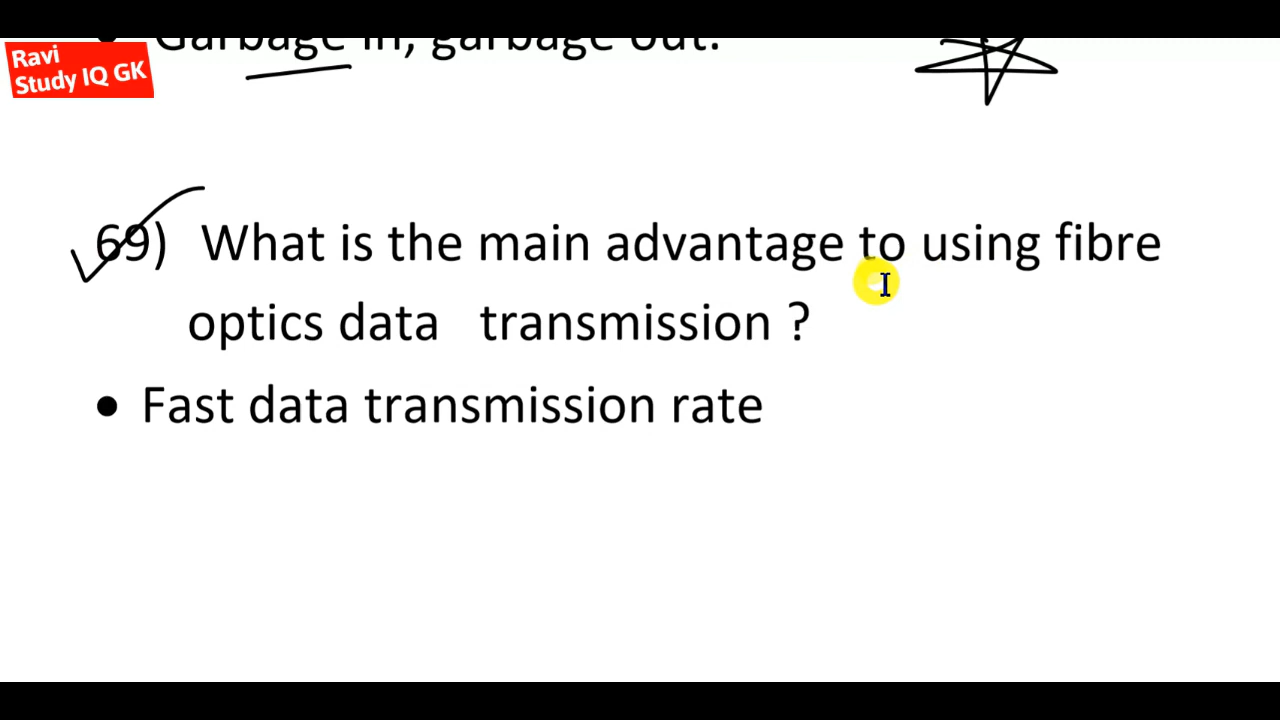 Garbage in, garbage out.
Ravi
Study IQ GK
69) What is the main advantage to using fibre
optics data transmission ?
• Fast data transmission rate